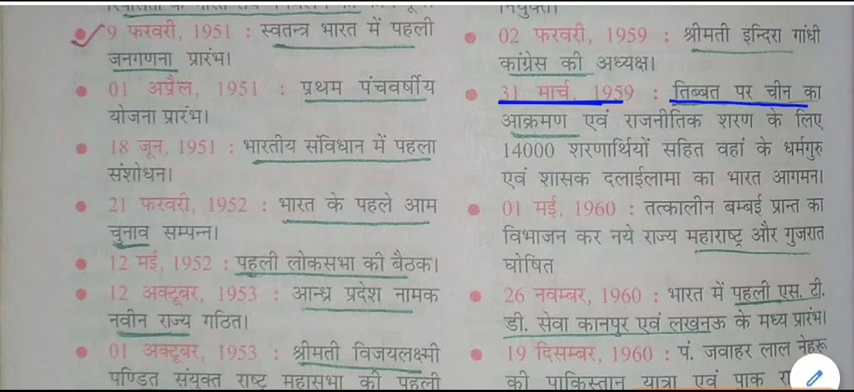 9 फरवरी, 1951 : स्वतन्त्र भारत में पहली
जनगणना प्रारंभ।
01 अप्रैल, 1951 : प्रथम पंचवर्षीय
योजना प्रारंभ।
18 जून, 1951 : भारतीय संविधान में पहला
संशोधन।
21 फरवरी, 1952 : भारत के पहले आम
चुनाव सम्पन्न।
12 मई, 1952 : पहली लोकसभा की बैठक।
12 अक्टूबर, 1953 : आन्ध्र प्रदेश नामक
नवीन राज्य गठित।
01 अक्टूबर, 1953 : श्रीमती विजयलक्ष्मी
पण्डित संयुक्त राष्ट्र महासभा की पहली
नियुक्ति।
02 फरवरी, 1959 : श्रीमती इन्दिरा गांधी
कांग्रेस की अध्यक्ष।
31 मार्च, 1959 : तिब्बत पर चीन का
आक्रमण एवं राजनीतिक शरण के लिए
14000 शरणार्थियों सहित वहां के धर्मगुरु
एवं शासक दलाईलामा का भारत आगमन।
01 मई, 1960 : तत्कालीन बम्बई प्रान्त का
विभाजन कर नये राज्य महाराष्ट्र और गुजरात
घोषित
26 नवम्बर, 1960 : भारत में पहली एस. टी.
डी. सेवा कानपुर एवं लखनऊ के मध्य प्रारंभ।
19 दिसम्बर, 1960 : पं. जवाहर लाल नेहरू
की पाकिस्तान यात्रा एवं पाक